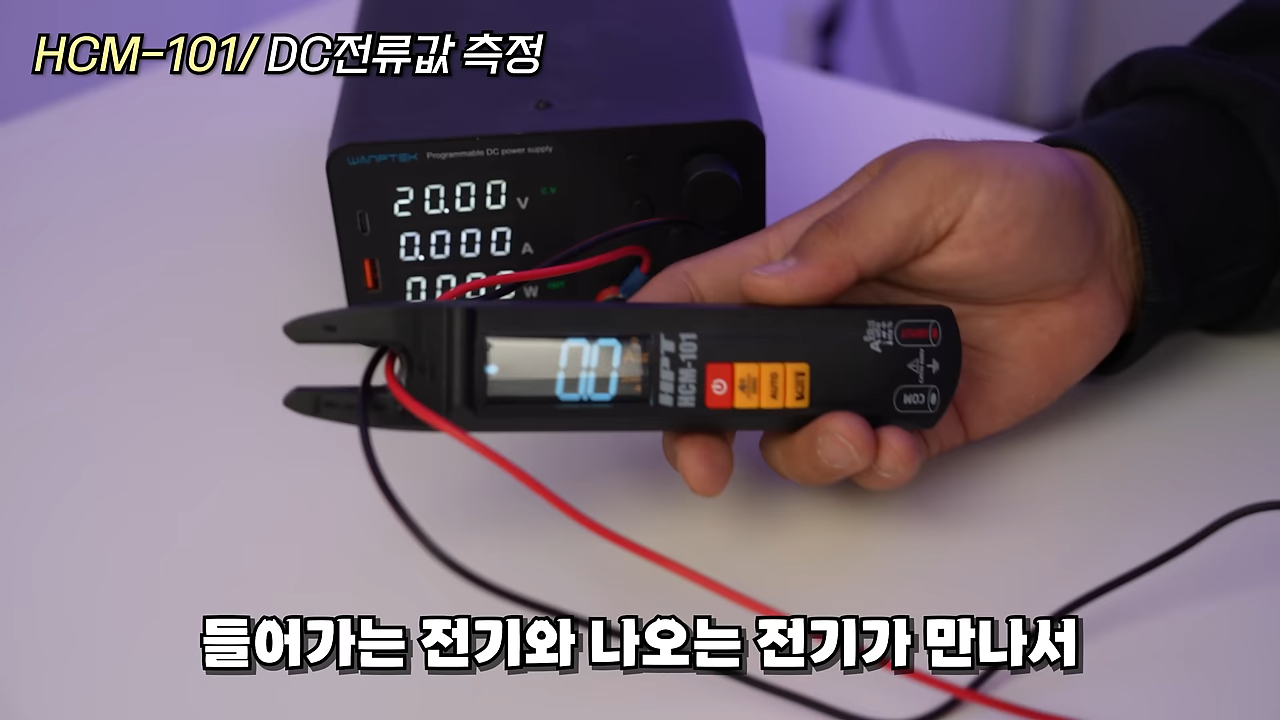 HCM-101/ DC전류값 측정
WANPTEK Programmable DC power supply
20.00 V C.V
0.000 A
W
0.0
HCM-101
AUTO
COM
들어가는 전기와 나오는 전기가 만나서